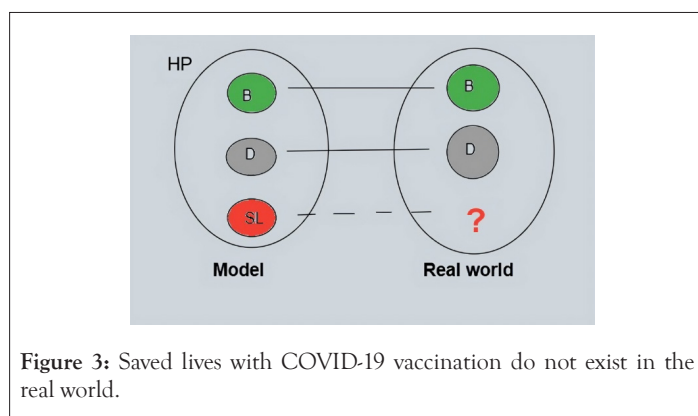 HP
B B
D D
SL ?
Model Real world
Figure 3: Saved lives with COVID-19 vaccination do not exist in the
real world.